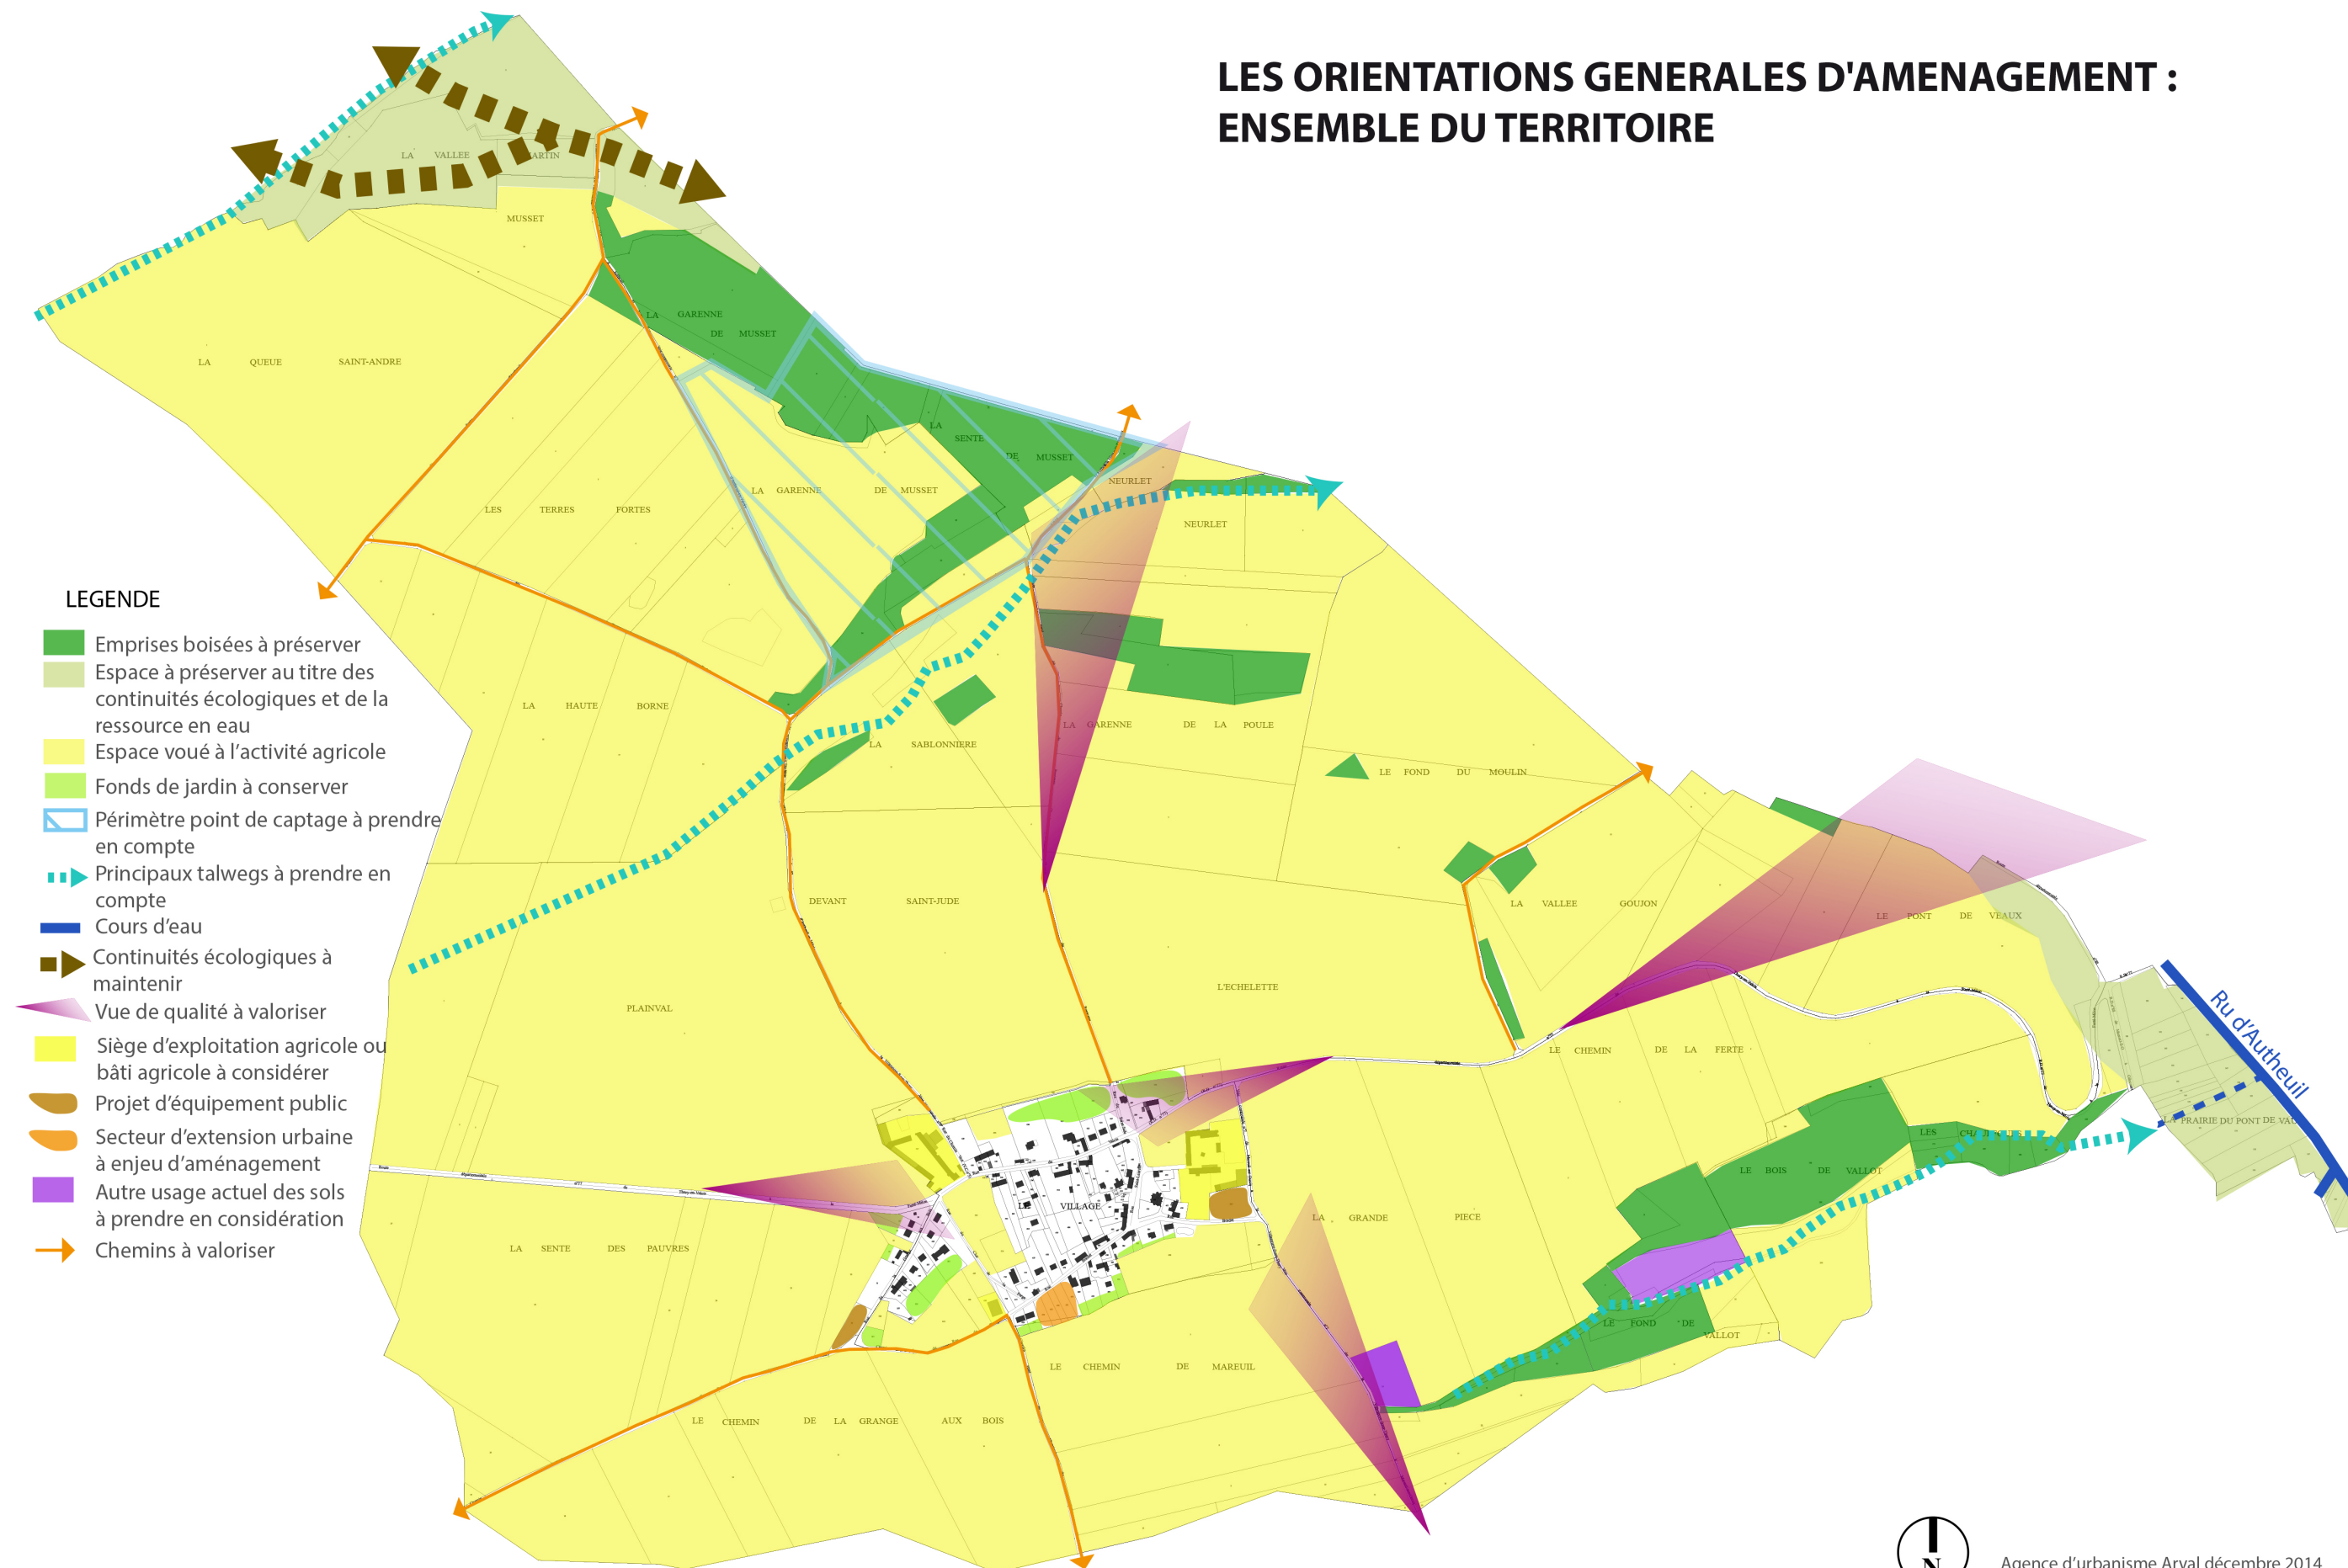 LES ORIENTATIONS GENERALES D'AMENAGEMENT :
ENSEMBLE DU TERRITOIRE
LA VALLEE MARTIN
MUSSET
LA GARENNE
DE MUSSET
LA QUEUE SAINT-ANDRE
LA
SENTE
DE MUSSET
NEURLET
LA GARENNE DE MUSSET
LES TERRES FORTES
NEURLET
LEGENDE
Emprises boisées à préserver
Espace à préserver au titre des
continuités écologiques et de la
ressource en eau
Espace voué à l'activité agricole
Fonds de jardin à conserver
Périmètre point de captage à prendre
en compte
Principaux talwegs à prendre en
compte
Cours d'eau
Continuités écologiques à
maintenir
Vue de qualité à valoriser
Siège d'exploitation agricole ou
bâti agricole à considérer
Projet d'équipement public
Secteur d'extension urbaine
à enjeu d'aménagement
Autre usage actuel des sols
à prendre en considération
Chemins à valoriser
LA HAUTE BORNE
LA SABLONNIERE
LA GARENNE DE LA POULE
LE FOND DU MOULIN
DEVANT SAINT-JUDE
LA VALLEE GOUJON
LE PONT DE VEAUX
L'ECHELETTE
PLAINVAL
Ru d'Autheuil
LE CHEMIN DE LA FERTE
LA PRAIRIE DU PONT DE
LES
LE BOIS DE VALLOT
LE VILLAGE
LA GRANDE PIECE
LA SENTE DES PAUVRES
LE FOND DE
VALLOT
LE CHEMIN DE MAREUIL
LE CHEMIN DE LA GRANGE AUX BOIS
N
Agence d'urbanisme Arval décembre 2014